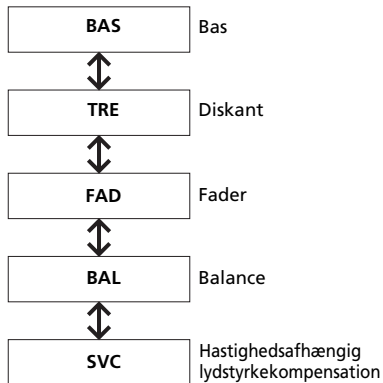 BAS Bas
TRE Diskant
FAD Fader
BAL Balance
SVC Hastighedsafhængig
lydstyrkekompensation